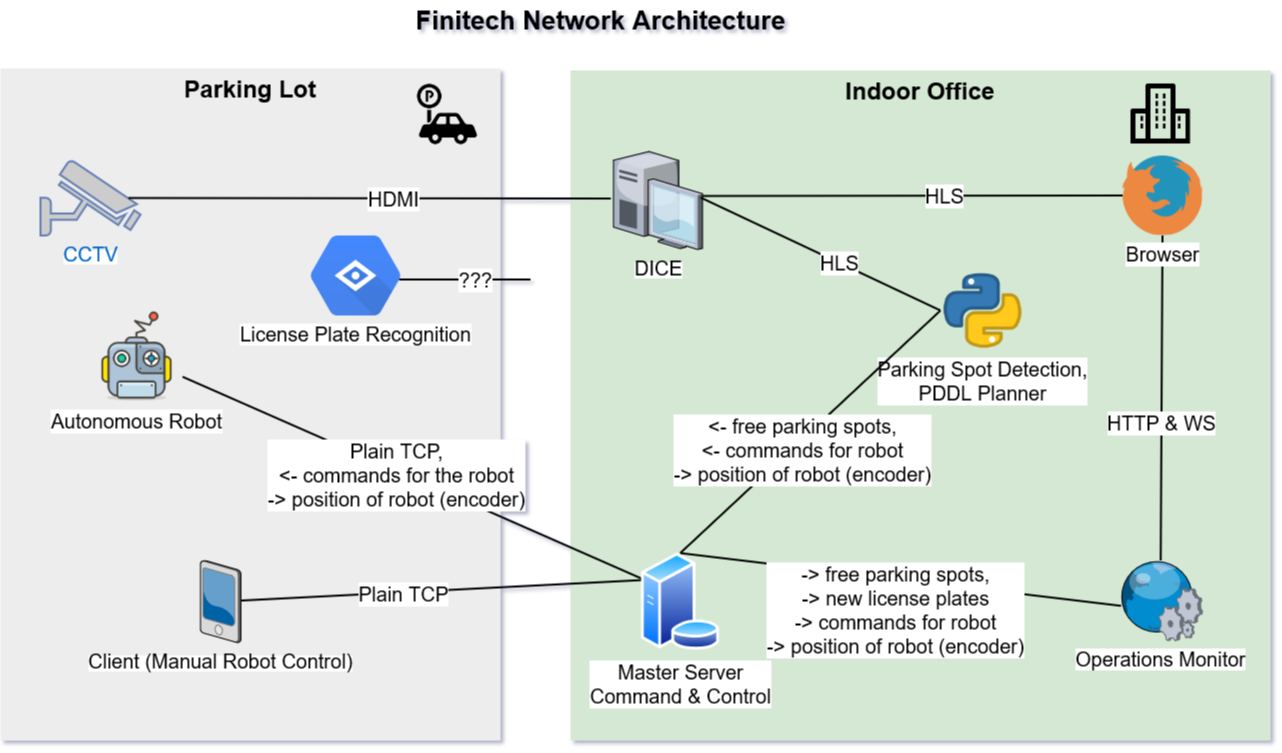 Finitech Network Architecture
Parking Lot
P
Indoor Office
HDMI
HLS
CCTV
DICE
Browser
HLS
???
License Plate Recognition
Parking Spot Detection,
PDDL Planner
Autonomous Robot
HTTP & WS
<- free parking spots,
<- commands for robot
-> position of robot (encoder)
Plain TCP,
<- commands for the robot
-> position of robot (encoder)
Plain TCP
-> free parking spots,
-> new license plates
-> commands for robot
-> position of robot (encoder)
Client (Manual Robot Control)
Master Server
Command & Control
Operations Monitor